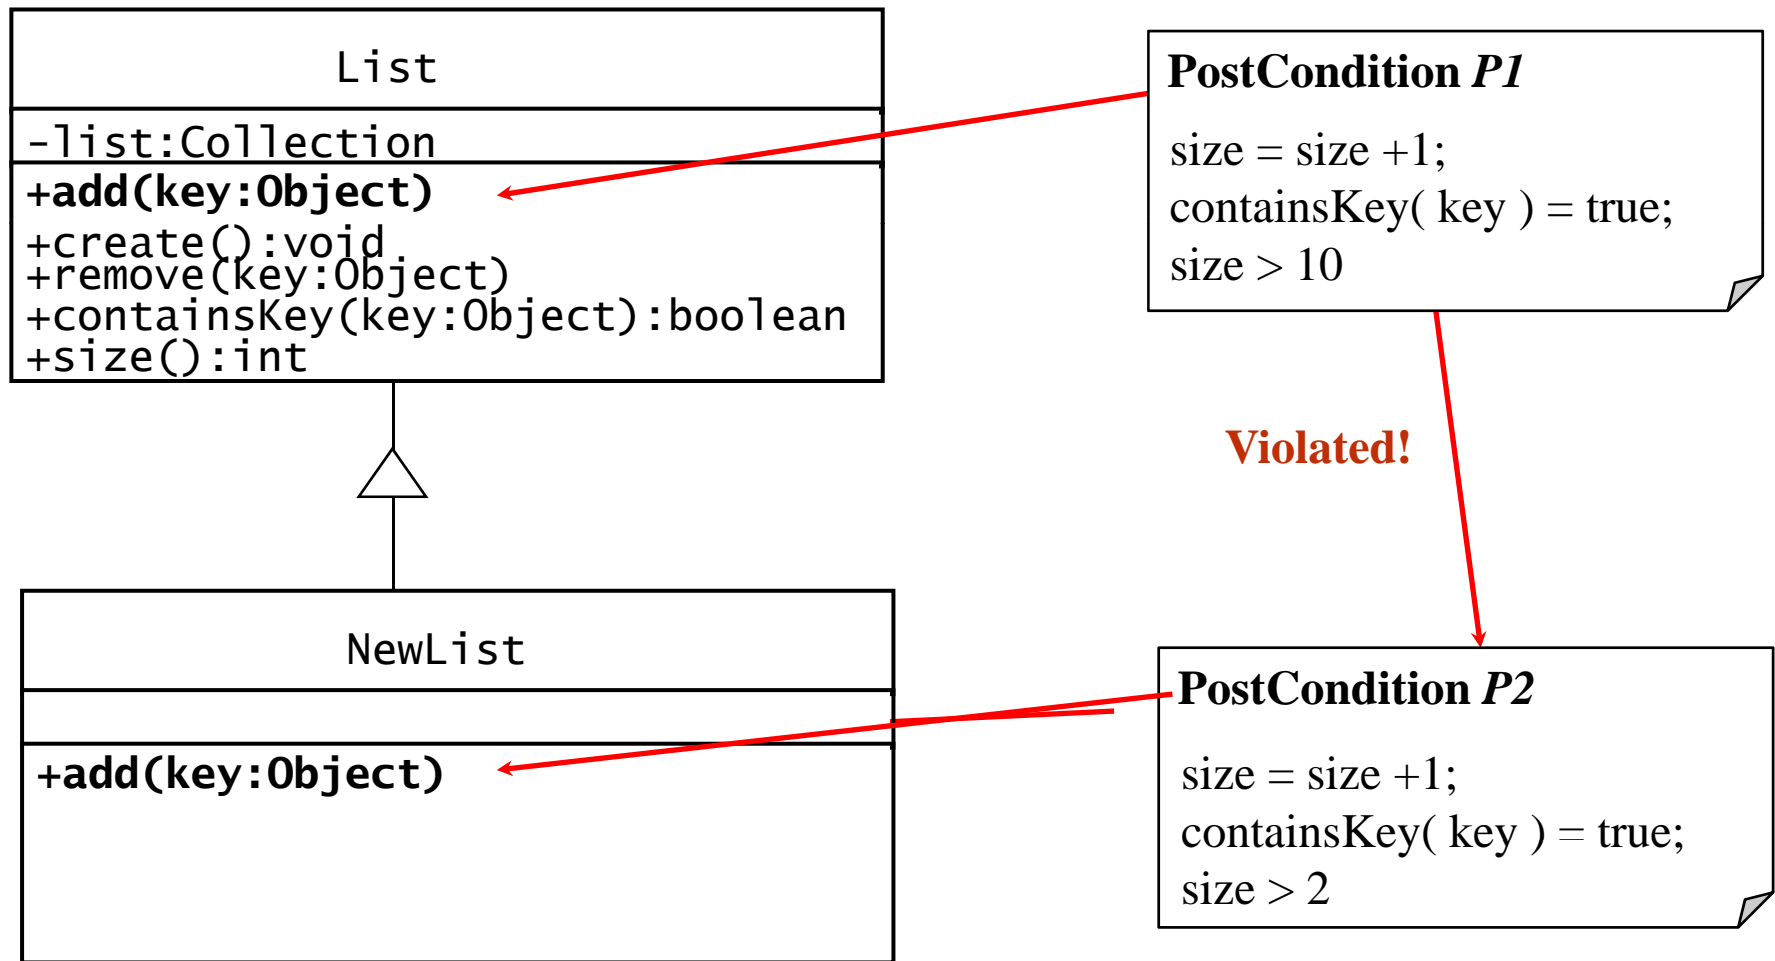 List
-list:Collection
+add(key:Object)
+create():void
+remove(key:Object)
+containsKey(key:Object):boolean
+size():int
PostCondition P1
size = size +1;
containsKey( key ) = true;
size > 10
Violated!
NewList
+add(key:Object)
PostCondition P2
size = size +1;
containsKey( key ) = true;
size > 2